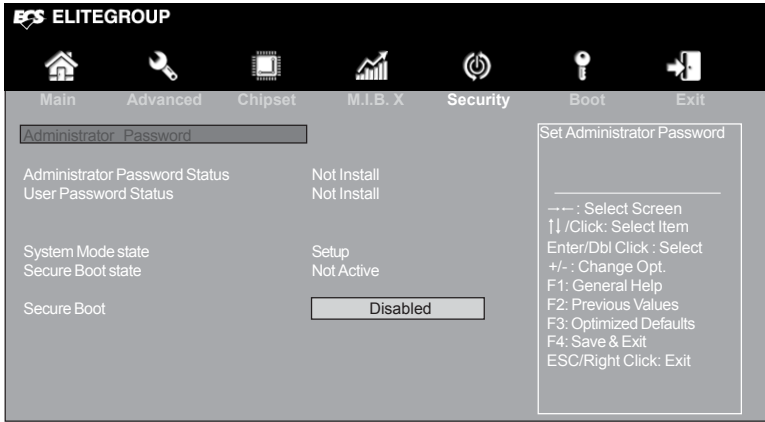 ECS ELITEGROUP
Main Advanced Chipset M.I.B. X Security Boot Exit
Administrator Password
Administrator Password Status Not Install
User Password Status Not Install
System Mode state Setup
Secure Boot state Not Active
Secure Boot Disabled
Set Administrator Password
→← : Select Screen
↑↓ /Click: Select Item
Enter/Dbl Click : Select
+/- : Change Opt.
F1: General Help
F2: Previous Values
F3: Optimized Defaults
F4: Save & Exit
ESC/Right Click: Exit